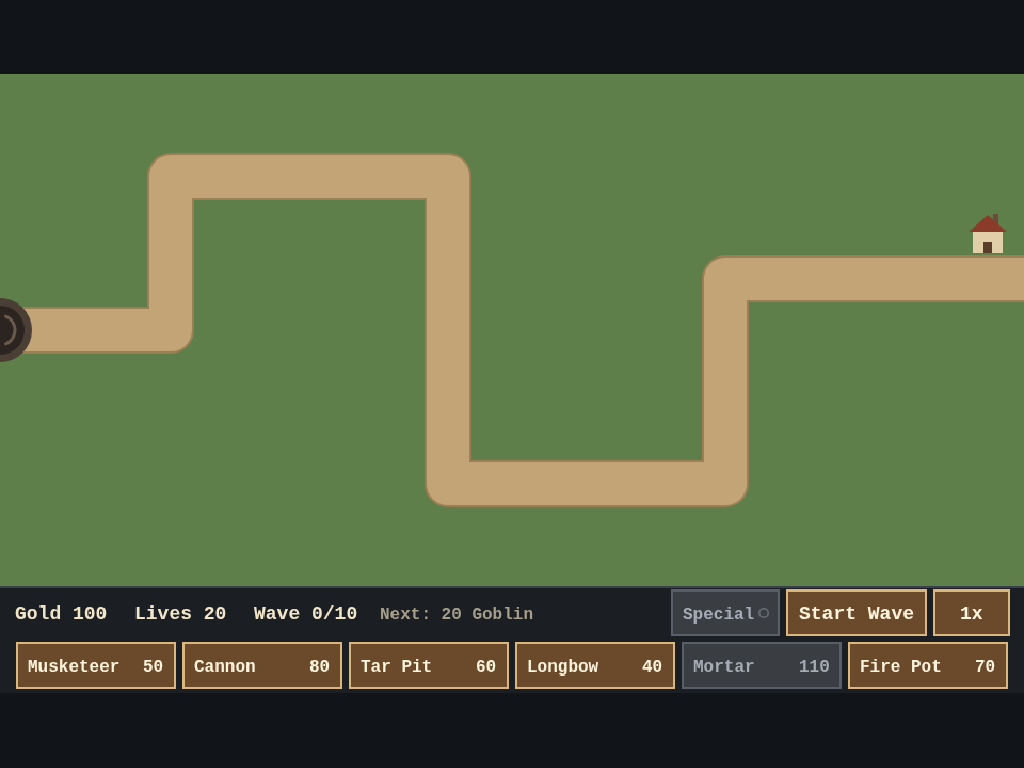 Gold 100 Lives 20 Wave 0/10 Next: 20 Goblin Special Start Wave 1x
Musketeer 50 Cannon 80 Tar Pit 60 Longbow 40 Mortar 110 Fire Pot 70